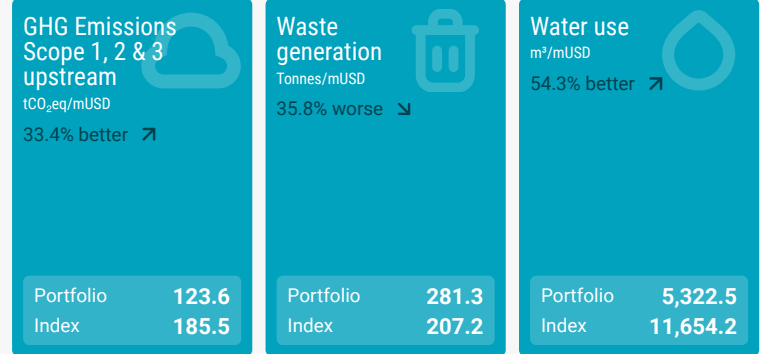 GHG Emissions
Scope 1, 2 & 3
upstream
tCO₂eq/mUSD
33.4% better
Portfolio 123.6
Index 185.5
Waste
generation
Tonnes/mUSD
35.8% worse
Portfolio 281.3
Index 207.2
Water use
m³/mUSD
54.3% better
Portfolio 5,322.5
Index 11,654.2